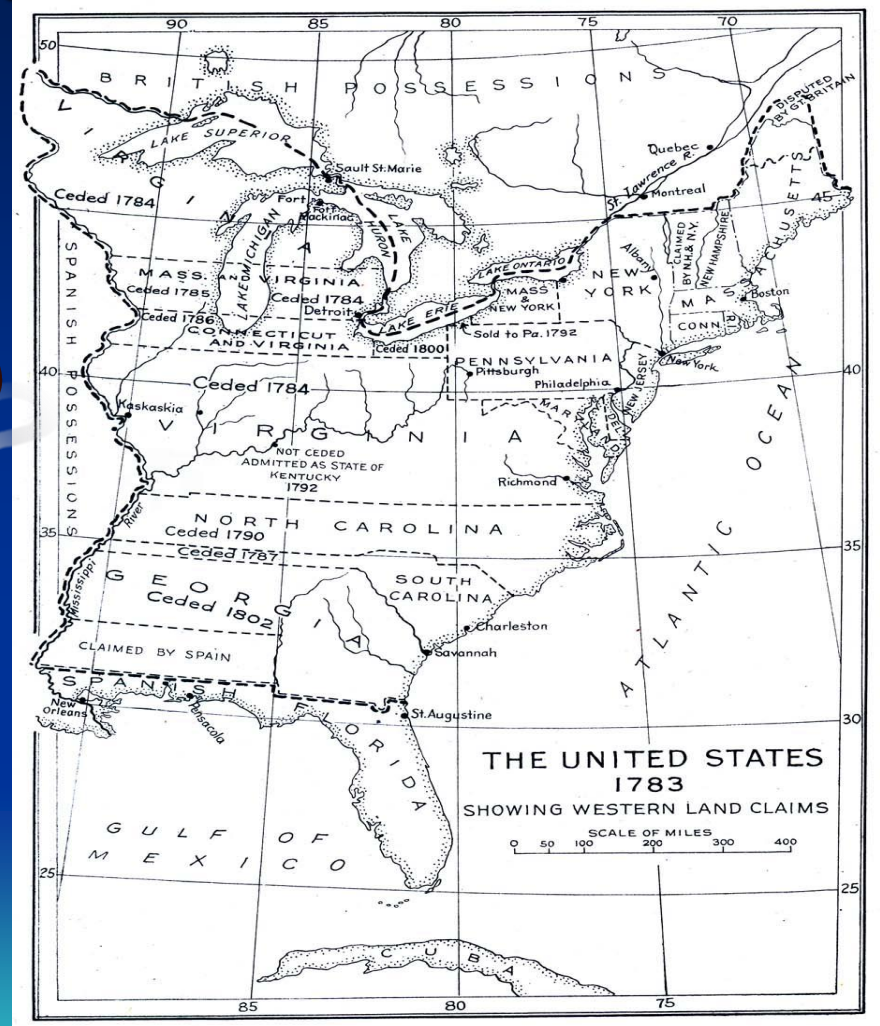 90
85
80
75
70
50
BRITISH POSSESSIONS
DISPUTED
BY GT. BRITAIN
LAKE SUPERIOR
Quebec
Sault St. Marie
St. Lawrence R.
Montreal
45
VIRGINIA
Ceded 1784
Fort
Fort
Mackinac
LAKE
HURON
LAKE MICHIGAN
SPANISH POSSESSIONS
MASS. AND VIRGINIA
Ceded 1785
Ceded 1784
Detroit
LAKE ONTARIO
LAKE ERIE
MASS
&
NEW YORK
NEW
YORK
Albany
CLAIMED
BY N.H. & N.Y.
NEW HAMPSHIRE
MASSACHUSETTS
MASS
Boston
CONN
R.I.
Ceded 1786
CONNECTICUT
AND VIRGINIA
Ceded 1800
Sold to Pa. 1792
PENNSYLVANIA
Pittsburgh
Philadelphia
New York
NEW JERSEY
40
40
Ceded 1784
Kaskaskia
VIRGINIA
MARYLAND
DEL.
NOT CEDED
ADMITTED AS STATE OF
KENTUCKY
1792
Richmond
ATLANTIC OCEAN
35
35
River
Mississippi
NORTH CAROLINA
Ceded 1790
Ceded 1787
GEORGIA
Ceded 1802
SOUTH
CAROLINA
Charleston
Savannah
CLAIMED BY SPAIN
SPANISH FLORIDA
New
Orleans
Pensacola
St. Augustine
30
THE UNITED STATES
1783
SHOWING WESTERN LAND CLAIMS
SCALE OF MILES
0 50 100 200 300 400
GULF OF
MEXICO
25
25
CUBA
85
80
75